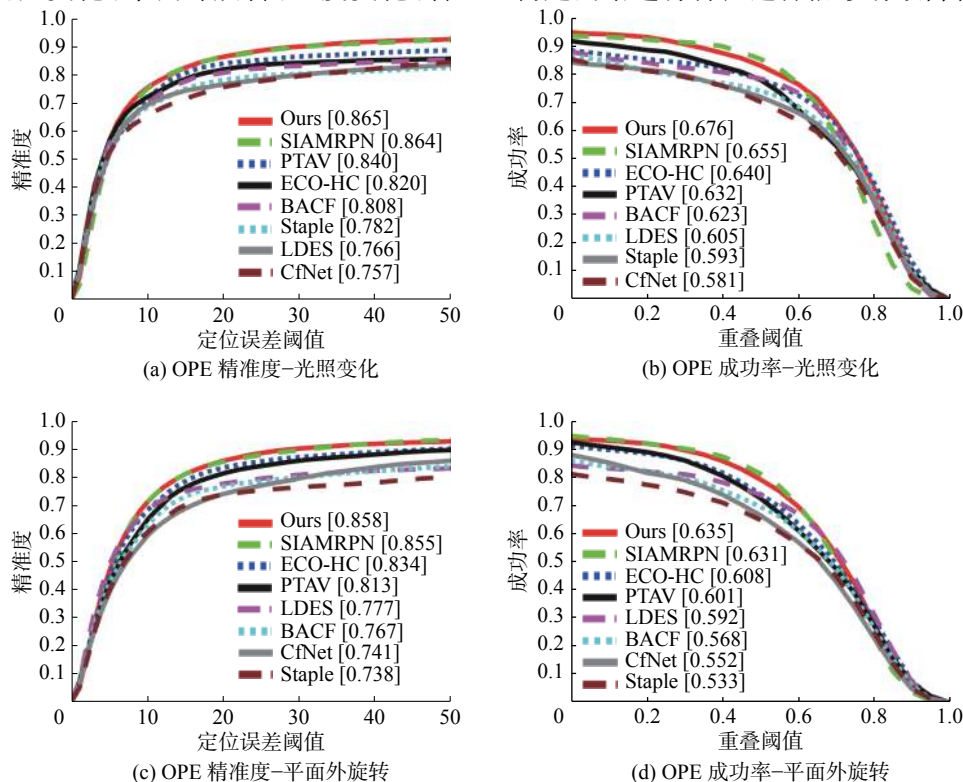 1.0
0.9
0.8
0.7
0.6
0.5
0.4
0.3
0.2
0.1
精准度
Ours [0.865]
SIAMRPN [0.864]
PTAV [0.840]
ECO-HC [0.820]
BACF [0.808]
Staple [0.782]
LDES [0.766]
CfNet [0.757]
0 10 20 30 40 50
定位误差阈值
(a) OPE 精准度−光照变化
1.0
0.9
0.8
0.7
0.6
0.5
0.4
0.3
0.2
0.1
成功率
Ours [0.676]
SIAMRPN [0.655]
ECO-HC [0.640]
PTAV [0.632]
BACF [0.623]
LDES [0.605]
Staple [0.593]
CfNet [0.581]
0 0.2 0.4 0.6 0.8 1.0
重叠阈值
(b) OPE 成功率−光照变化
1.0
0.9
0.8
0.7
0.6
0.5
0.4
0.3
0.2
0.1
精准度
Ours [0.858]
SIAMRPN [0.855]
ECO-HC [0.834]
PTAV [0.813]
LDES [0.777]
BACF [0.767]
CfNet [0.741]
Staple [0.738]
0 10 20 30 40 50
定位误差阈值
(c) OPE 精准度−平面外旋转
1.0
0.9
0.8
0.7
0.6
0.5
0.4
0.3
0.2
0.1
成功率
Ours [0.635]
SIAMRPN [0.631]
ECO-HC [0.608]
PTAV [0.601]
LDES [0.592]
BACF [0.568]
CfNet [0.552]
Staple [0.533]
0 0.2 0.4 0.6 0.8 1.0
重叠阈值
(d) OPE 成功率−平面外旋转